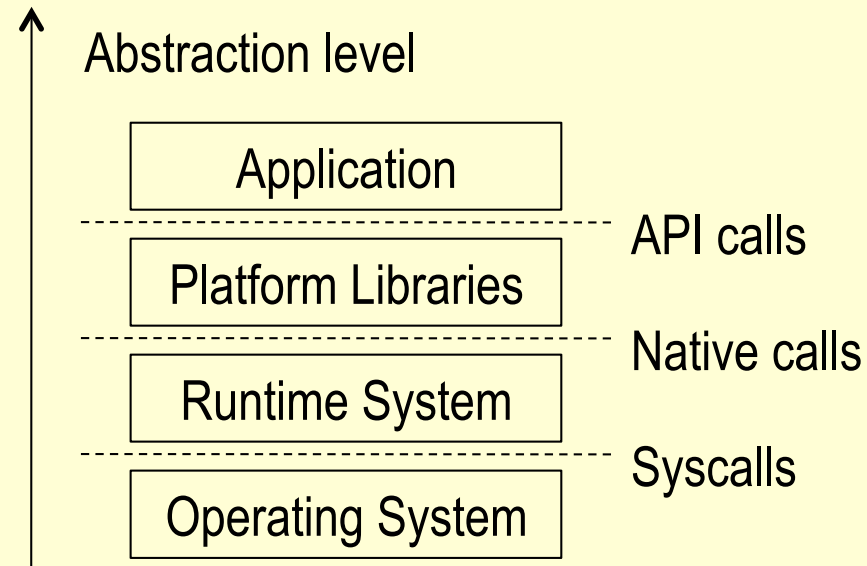 Abstraction level
Application
API calls
Platform Libraries
Native calls
Runtime System
Syscalls
Operating System